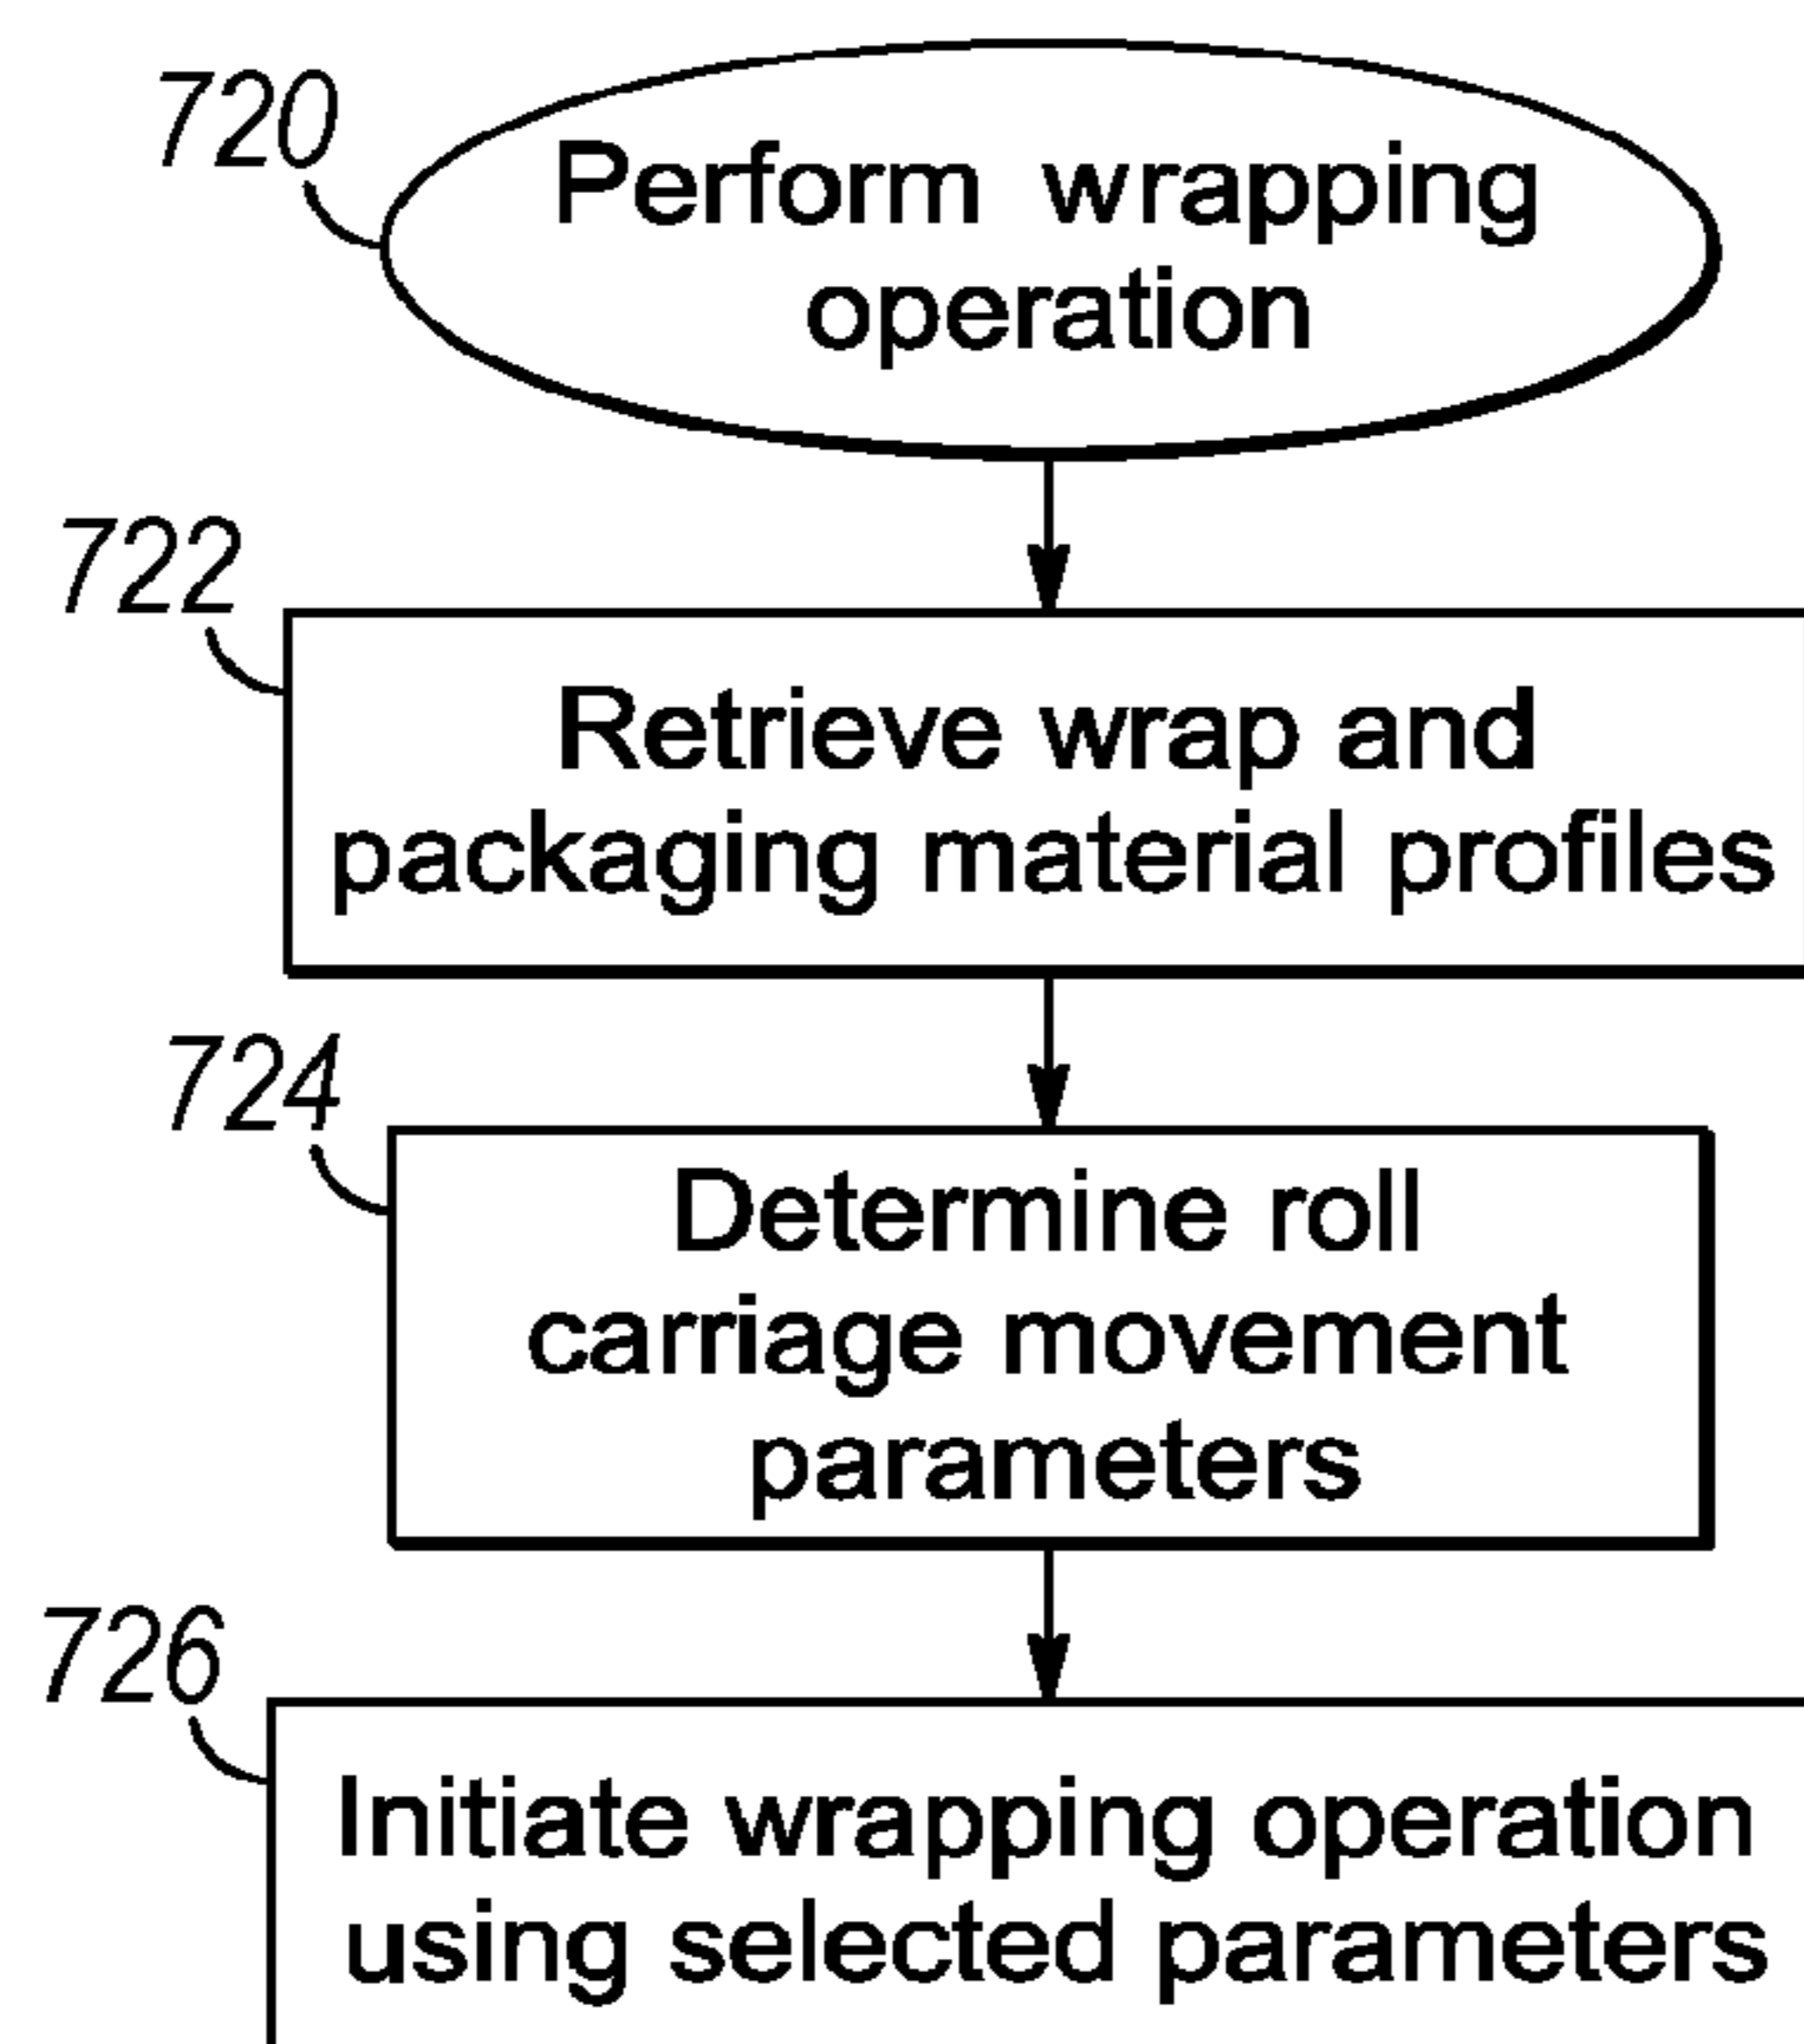 720
Perform wrapping
operation
722
Retrieve wrap and
packaging material profiles
724
Determine roll
carriage movement
parameters
726
Initiate wrapping operation
using selected parameters